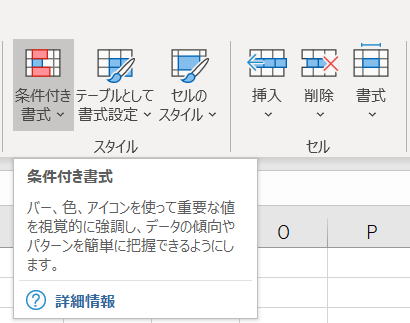 条件付き
書式
テーブルとして
書式設定
セルの
スタイル
スタイル
挿入
削除
書式
セル
条件付き書式
バー、色、アイコンを使って重要な値
を視覚的に強調し、データの傾向や
パターンを簡単に把握できるようにし
ます。
詳細情報
O
P